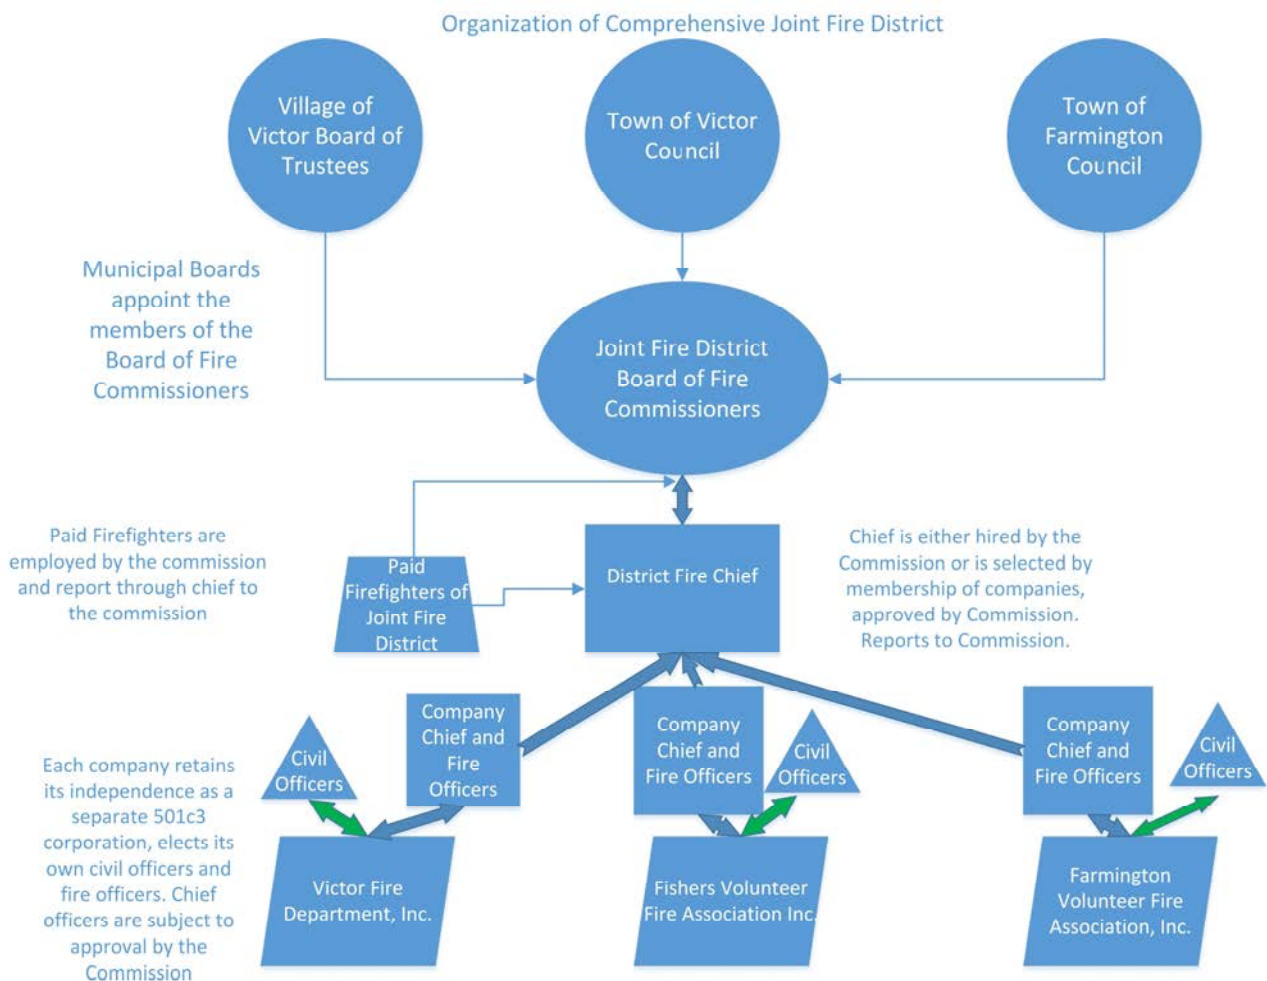 Organization of Comprehensive Joint Fire District
Village of
Victor Board of
Trustees
Town of Victor
Council
Town of
Farmington
Council
Municipal Boards
appoint the
members of the
Board of Fire
Commissioners
Joint Fire District
Board of Fire
Commissioners
Paid Firefighters are
employed by the commission
and report through chief to
the commission
Paid
Firefighters of
Joint Fire
District
District Fire Chief
Chief is either hired by the
Commission or is selected by
membership of companies,
approved by Commission.
Reports to Commission.
Each company retains
its independence as a
separate 501c3
corporation, elects its
own civil officers and
fire officers. Chief
officers are subject to
approval by the
Commission
Civil
Officers
Company
Chief and
Fire
Officers
Company
Chief and
Fire Officers
Civil
Officers
Company
Chief and
Fire Officers
Civil
Officers
Victor Fire
Department, Inc.
Fishers Volunteer
Fire Association Inc.
Farmington
Volunteer Fire
Association, Inc.